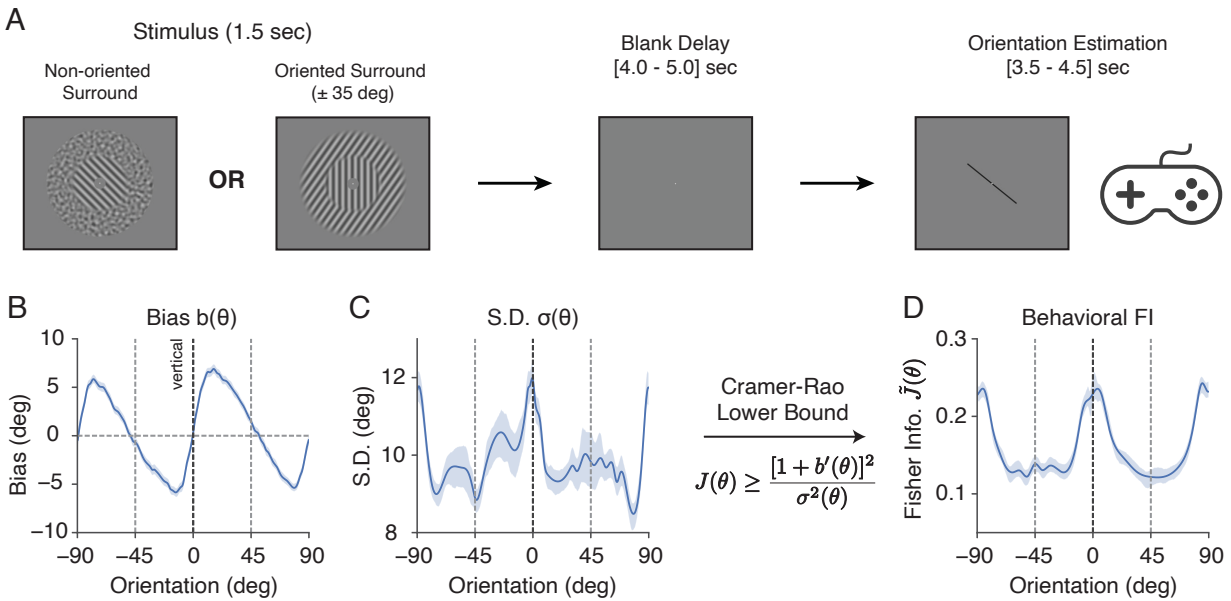 A
Stimulus (1.5 sec)
Non-oriented
Surround
Oriented Surround
(± 35 deg)
OR
Blank Delay
[4.0 - 5.0] sec
Orientation Estimation
[3.5 - 4.5] sec
B
Bias b(θ)
Bias (deg)
10
5
0
−5
−10
vertical
−90
−45
0
45
90
Orientation (deg)
C
S.D. σ(θ)
S.D. (deg)
12
10
8
−90
−45
0
45
90
Orientation (deg)
Cramer-Rao
Lower Bound
J(θ) ≥ [1 + b′(θ)]² / σ²(θ)
D
Behavioral FI
Fisher Info. J̃(θ)
0.3
0.2
0.1
−90
−45
0
45
90
Orientation (deg)